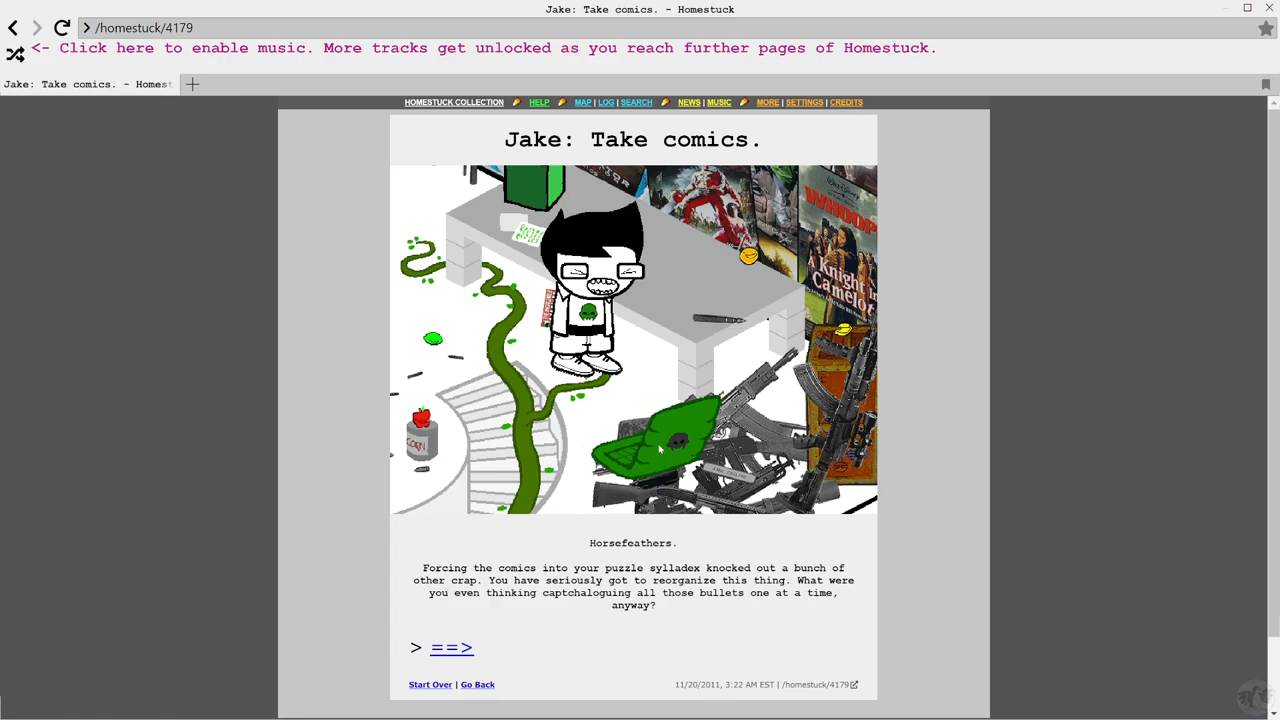 Jake: Take comics. - Homestuck
/homestuck/4179
<- Click here to enable music. More tracks get unlocked as you reach further pages of Homestuck.
Jake: Take comics. - Homest
HOMESTUCK COLLECTION HELP MAP | LOG | SEARCH NEWS | MUSIC MORE | SETTINGS | CREDITS
Jake: Take comics.
WHOOPI
A Knight in
Camelot
CORN
Horsefeathers.
Forcing the comics into your puzzle sylladex knocked out a bunch of
other crap. You have seriously got to reorganize this thing. What were
you even thinking captchaloguing all those bullets one at a time,
anyway?
> ==>
Start Over | Go Back
11/20/2011, 3:22 AM EST | /homestuck/4179